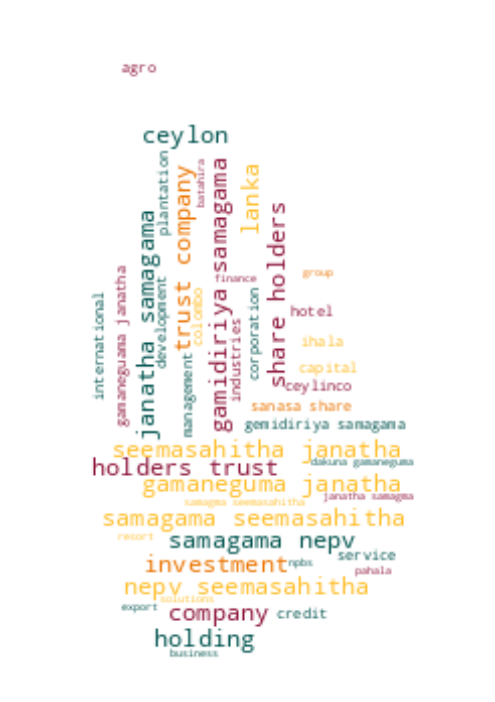 agro
ceylon
plantation
batahira
trust company
gamidiriya samagama
lanka
janatha samagama
share holders
gamaneguama janatha
international
development
colombo
finance
group
corporation
hotel
industries
management
ihala
capital
ceylinco
sanasa share
gemidiriya samagama
seemasahitha janatha
holders trust
dakuna gamaneguma
gamaneguma janatha
janatha samagma
samagma seemasahitha
samagama seemasahitha
resort
samagama nepv
service
investment
npbs
pahala
nepv seemasahitha
solutions
export
company
credit
holding
business